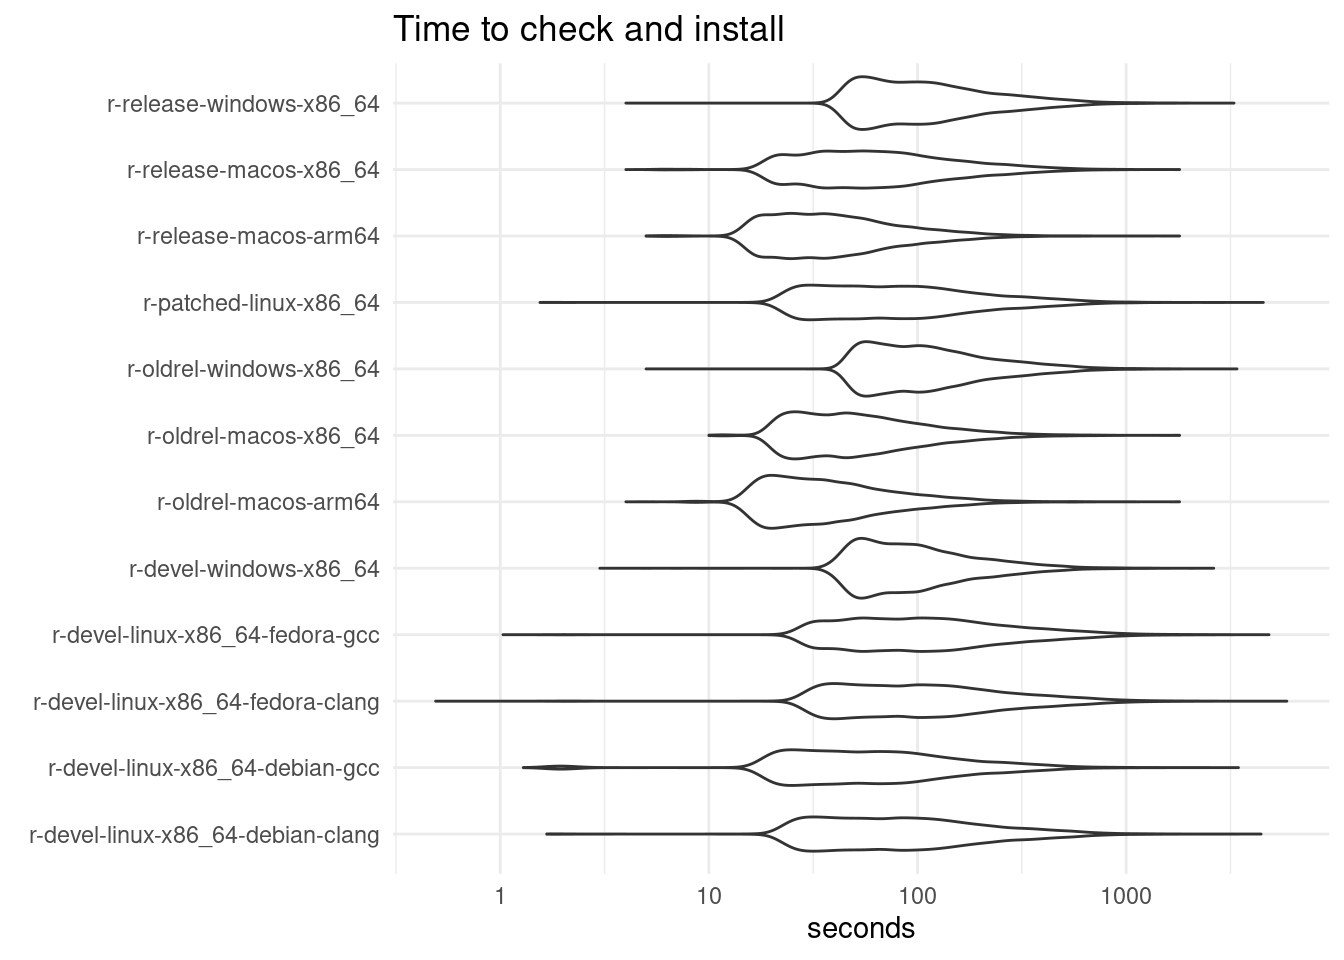 Time to check and install
r-release-windows-x86_64
r-release-macos-x86_64
r-release-macos-arm64
r-patched-linux-x86_64
r-oldrel-windows-x86_64
r-oldrel-macos-x86_64
r-oldrel-macos-arm64
r-devel-windows-x86_64
r-devel-linux-x86_64-fedora-gcc
r-devel-linux-x86_64-fedora-clang
r-devel-linux-x86_64-debian-gcc
r-devel-linux-x86_64-debian-clang
1 10 100 1000
seconds